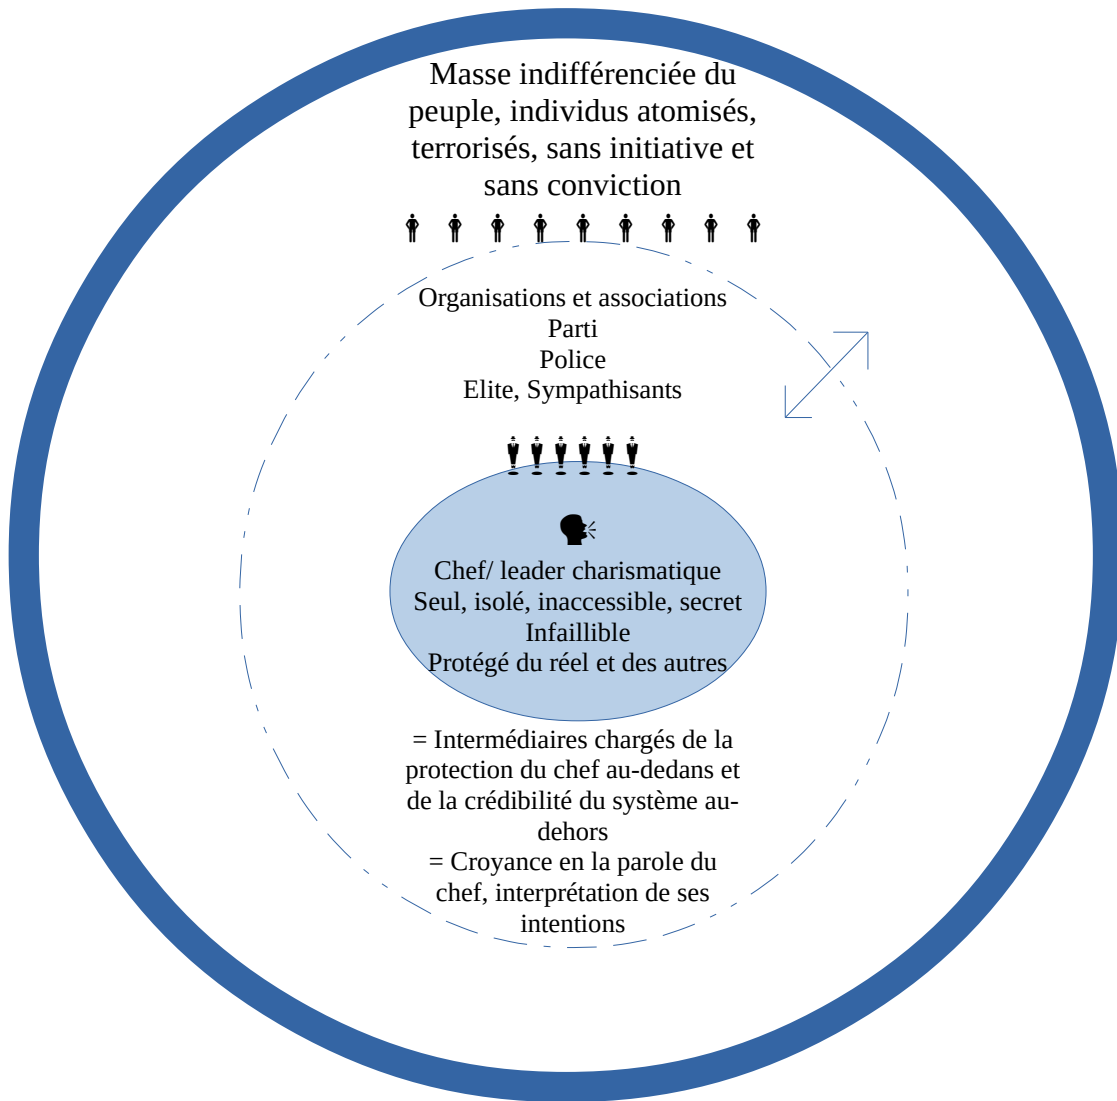 Masse indifférenciée du
peuple, individus atomisés,
terrorisés, sans initiative et
sans conviction
Organisations et associations
Parti
Police
Elite, Sympathisants
Chef/ leader charismatique
Seul, isolé, inaccessible, secret
Infaillible
Protégé du réel et des autres
= Intermédiaires chargés de la
protection du chef au-dedans et
de la crédibilité du système au-
dehors
= Croyance en la parole du
chef, interprétation de ses
intentions